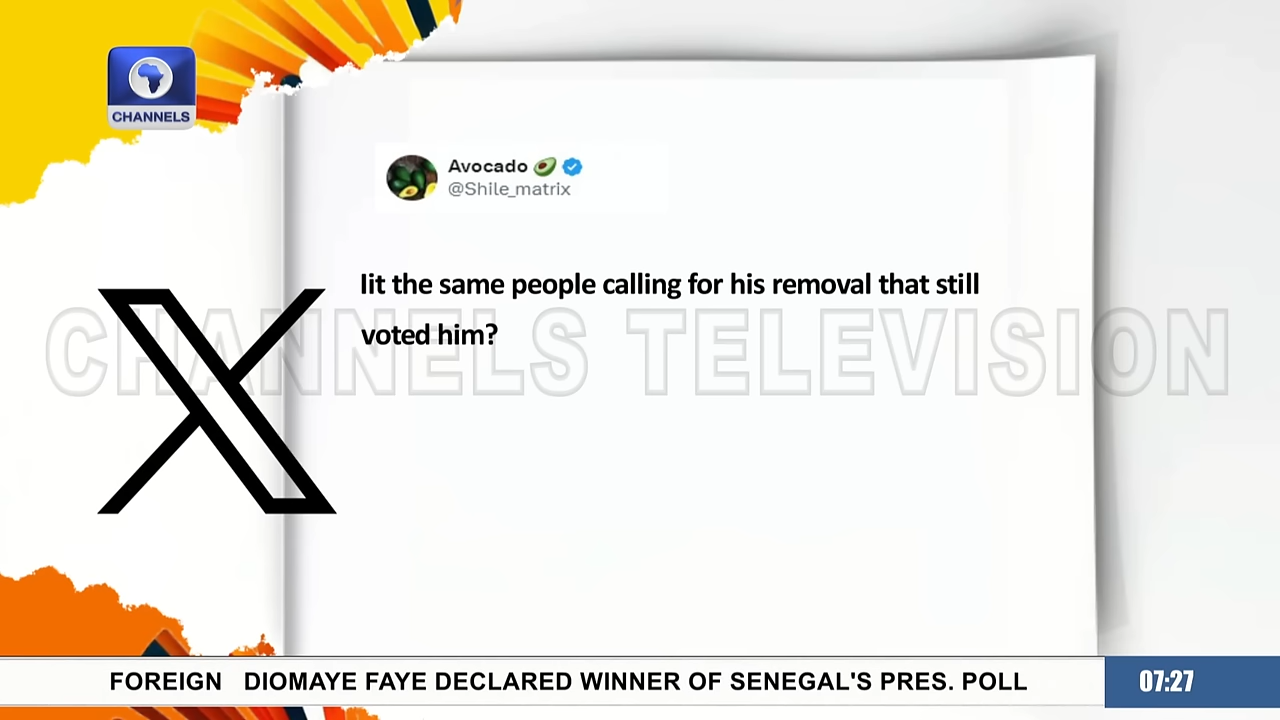 CHANNELS
Avocado 🥑
@Shile_matrix
Iit the same people calling for his removal that still
voted him?
CHANNELS TELEVISION
FOREIGN DIOMAYE FAYE DECLARED WINNER OF SENEGAL'S PRES. POLL
07:27